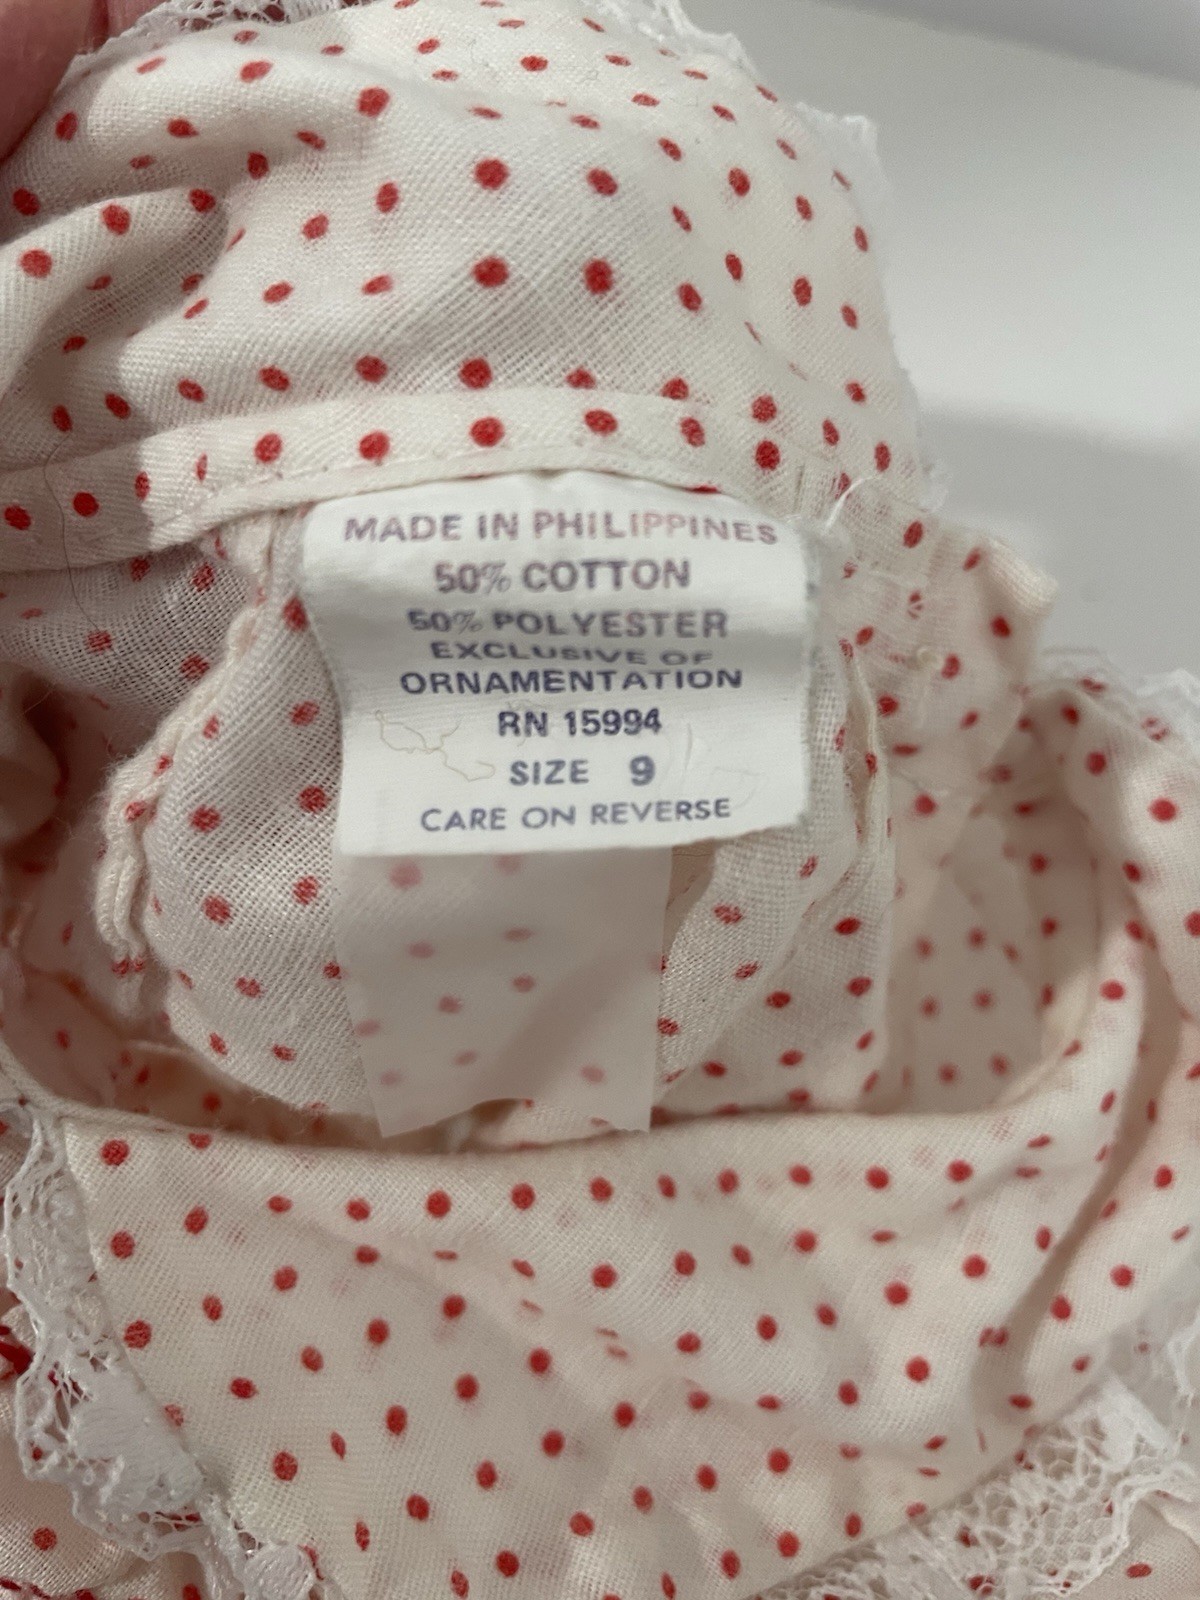 MADE IN PHILIPPINES
50% COTTON
50% POLYESTER
EXCLUSIVE OF
ORNAMENTATION
RN 15994
SIZE 9
CARE ON REVERSE